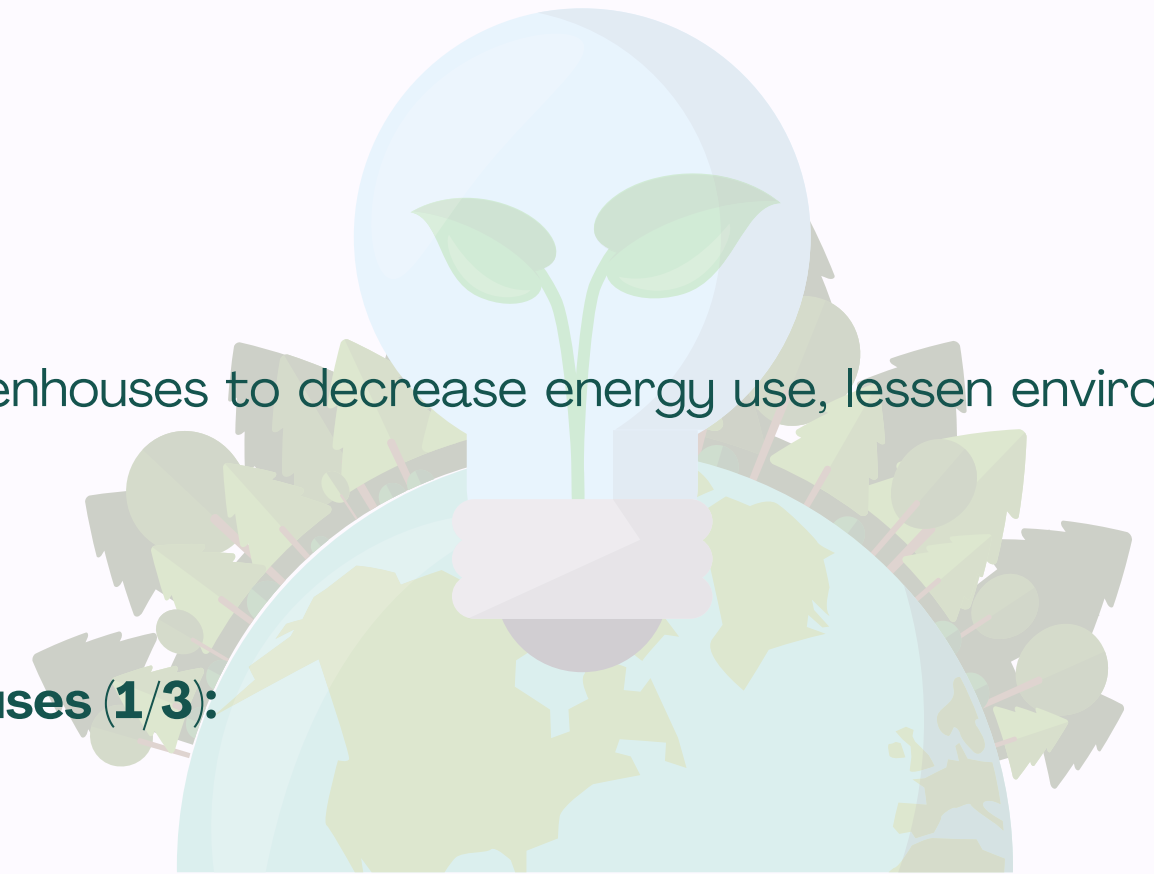 enhouses to decrease energy use, lessen enviro
uses (1/3):